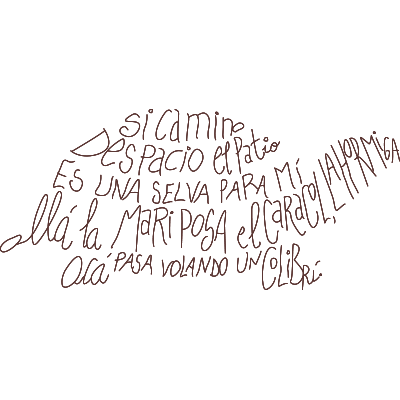 Si camino
Despacio el patio
ES UNA SELVA PARA MÍ
allá la MARIPOSA el CARACOL, LA HORMIGA
acá PASA VOLANDO UN COLIBRÍ.